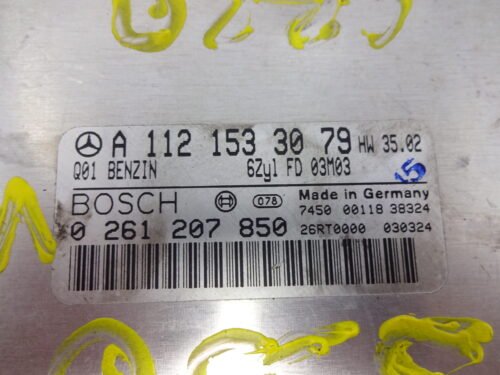 A 112 153 30 79 HW 35.02
Q01 BENZIN 6Zyl FD 03M03
BOSCH 078 Made in Germany
7450 00118 38324
0 261 207 850 26RT0000 030324